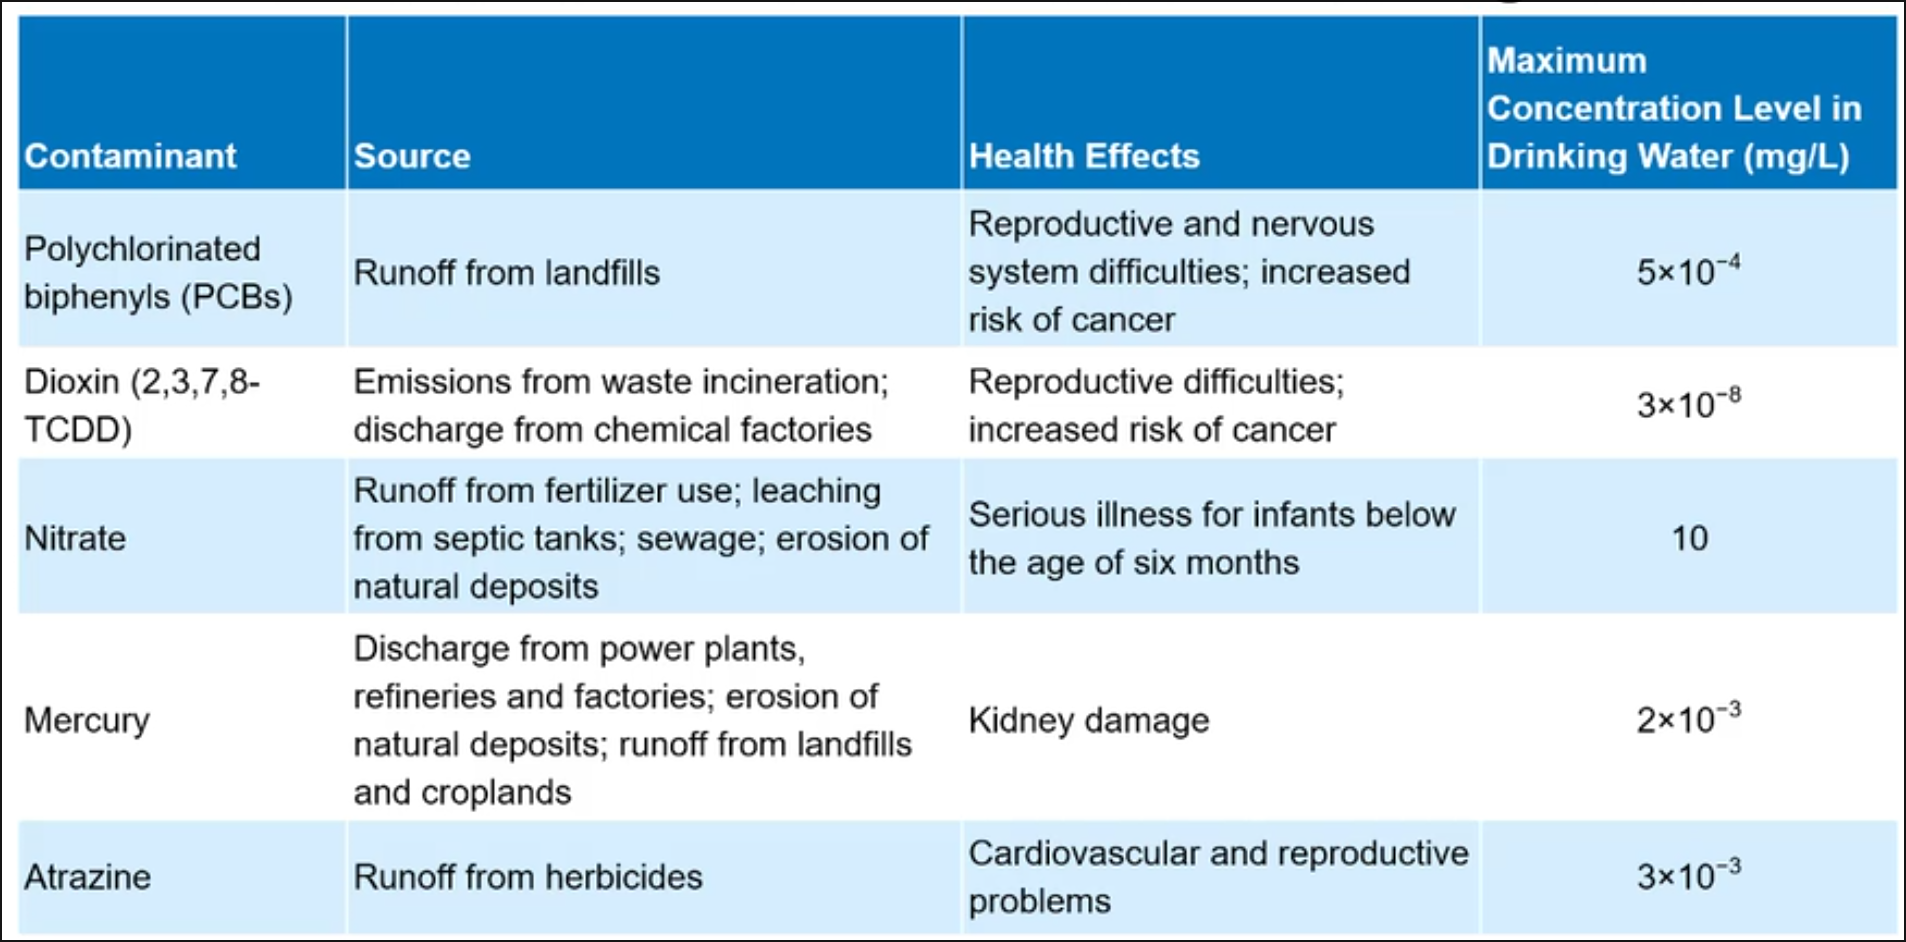 Contaminant
Source
Health Effects
Maximum
Concentration Level in
Drinking Water (mg/L)
Polychlorinated
biphenyls (PCBs)
Runoff from landfills
Reproductive and nervous
system difficulties; increased
risk of cancer
5×10⁻⁴
Dioxin (2,3,7,8-
TCDD)
Emissions from waste incineration;
discharge from chemical factories
Reproductive difficulties;
increased risk of cancer
3×10⁻⁸
Nitrate
Runoff from fertilizer use; leaching
from septic tanks; sewage; erosion of
natural deposits
Serious illness for infants below
the age of six months
10
Mercury
Discharge from power plants,
refineries and factories; erosion of
natural deposits; runoff from landfills
and croplands
Kidney damage
2×10⁻³
Atrazine
Runoff from herbicides
Cardiovascular and reproductive
problems
3×10⁻³